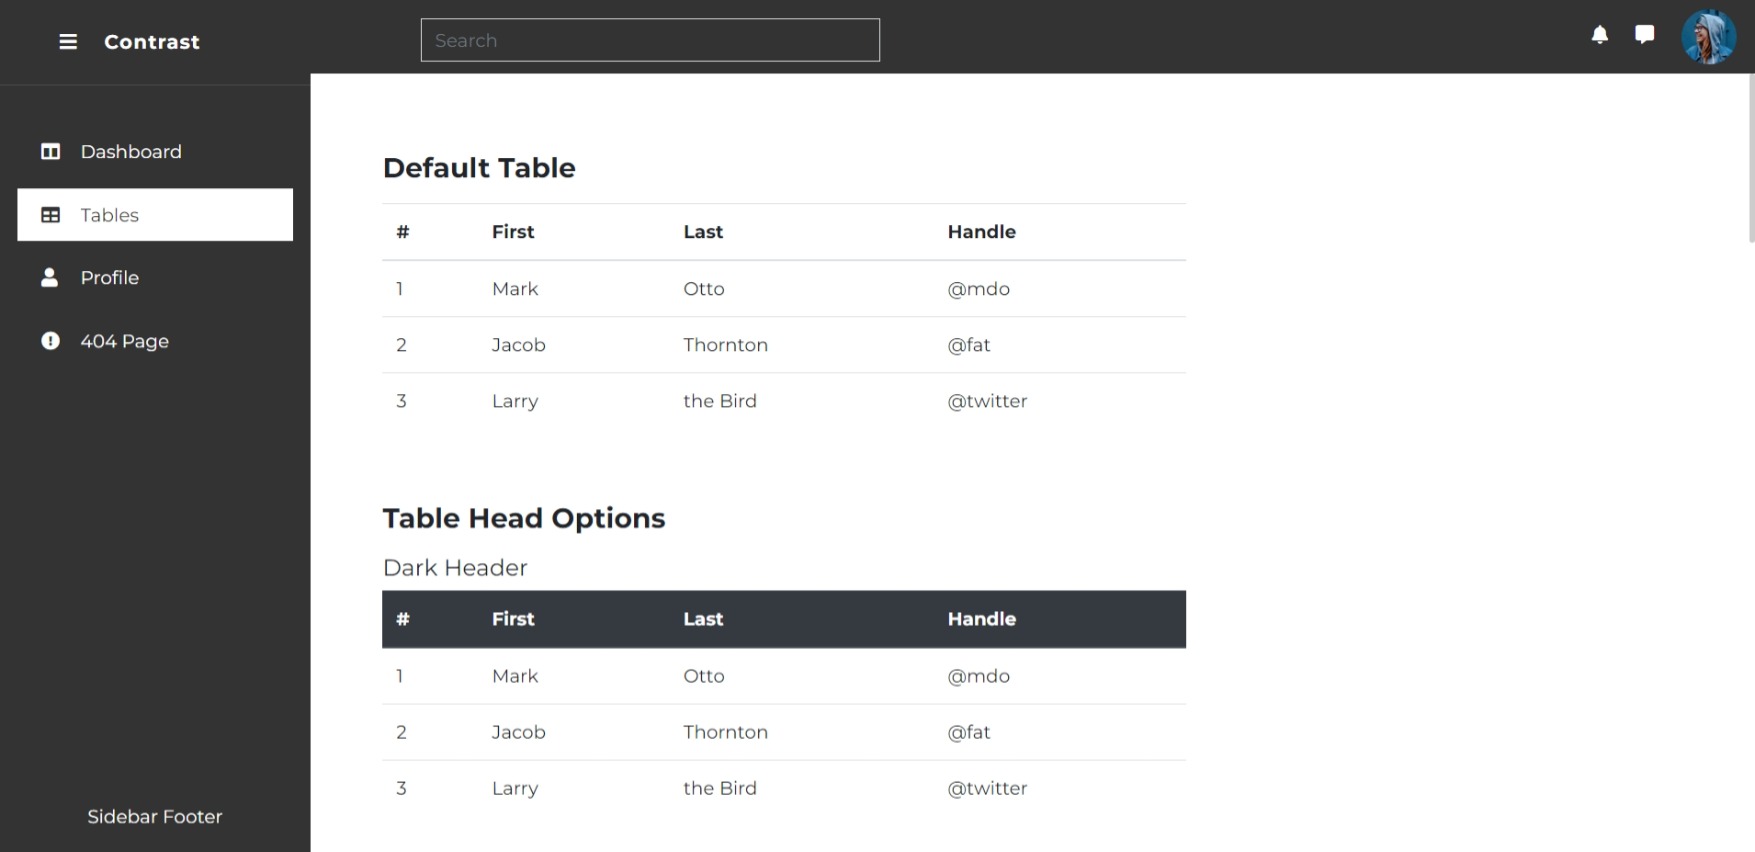 Contrast
Search
Dashboard
Tables
Profile
404 Page
Sidebar Footer
Default Table
# First Last Handle
1 Mark Otto @mdo
2 Jacob Thornton @fat
3 Larry the Bird @twitter
Table Head Options
Dark Header
# First Last Handle
1 Mark Otto @mdo
2 Jacob Thornton @fat
3 Larry the Bird @twitter